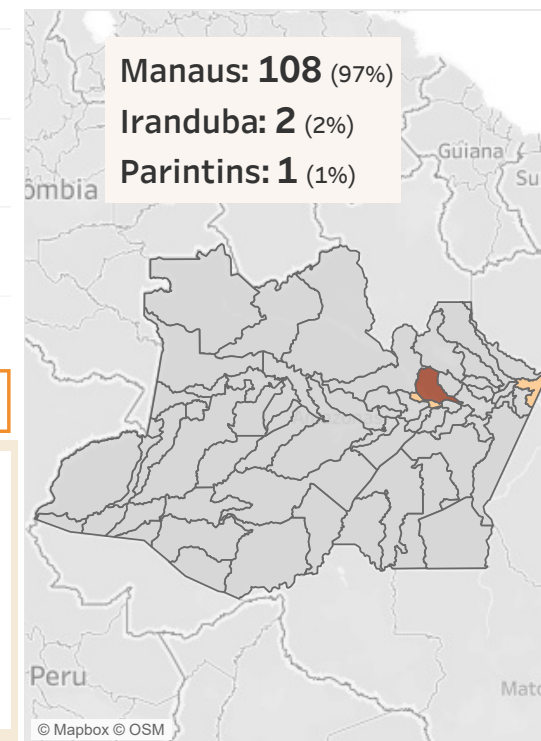 Manaus: 108 (97%)
Iranduba: 2 (2%)
Parintins: 1 (1%)
Guiana
Su
ômbia
Peru
Mato
© Mapbox © OSM